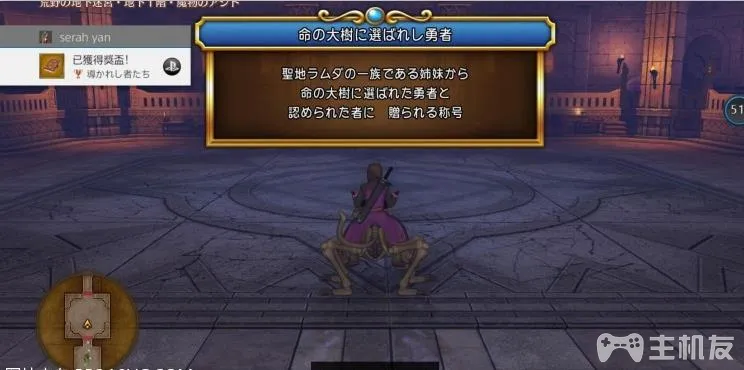 荒野の地下迷宮・地下1階・魔物のアジト
serah yan
已獲得獎盃!
導かれし者たち
命の大樹に選ばれし勇者
聖地ラムダの一族である姉妹から
命の大樹に選ばれた勇者と
認められた者に 贈られる称号
51
主机友